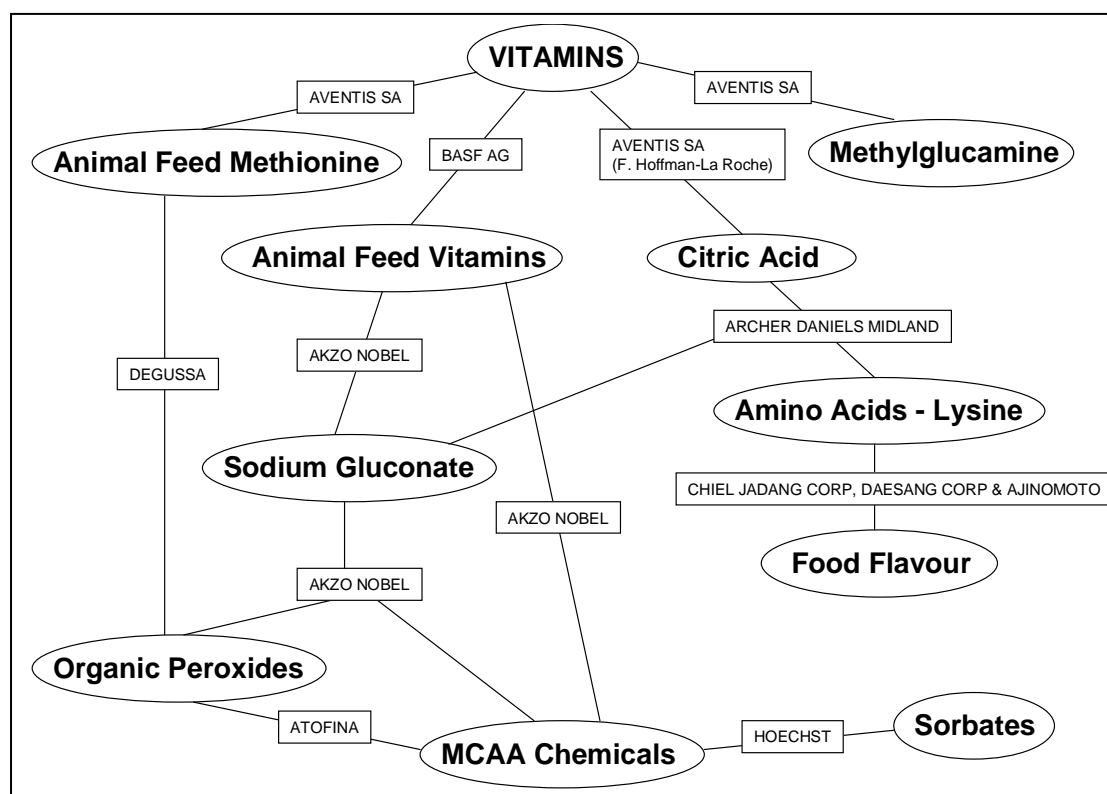 VITAMINS
AVENTIS SA
AVENTIS SA
Animal Feed Methionine
BASF AG
AVENTIS SA
(F. Hoffman-La Roche)
Methylglucamine
Animal Feed Vitamins
Citric Acid
ARCHER DANIELS MIDLAND
AKZO NOBEL
DEGUSSA
Amino Acids - Lysine
Sodium Gluconate
CHIEL JADANG CORP, DAESANG CORP & AJINOMOTO
AKZO NOBEL
Food Flavour
AKZO NOBEL
Organic Peroxides
ATOFINA
MCAA Chemicals
HOECHST
Sorbates